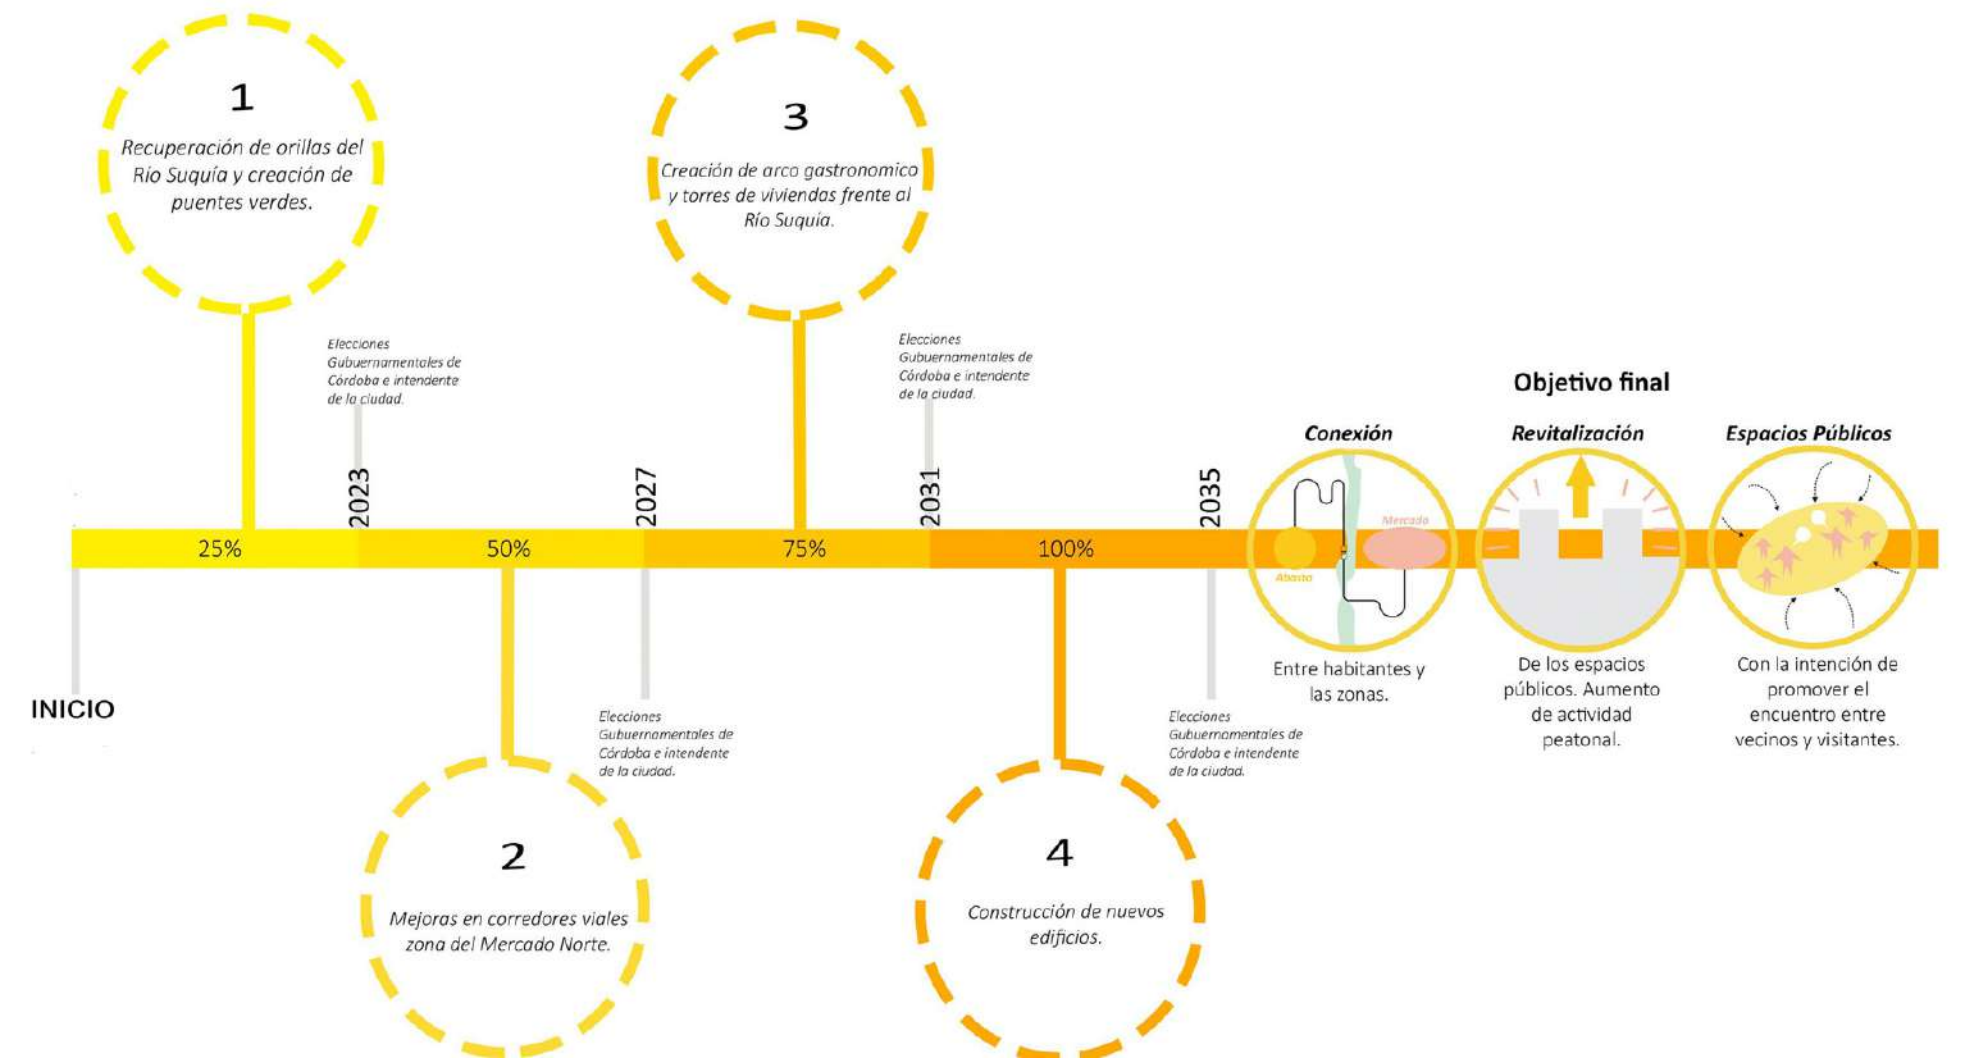 1
Recuperación de orillas del
Río Suquía y creación de
puentes verdes.
3
Creación de arco gastronomico
y torres de viviendas frente al
Río Suquía.
Elecciones
Gubuernamentales de
Córdoba e intendente
de la ciudad.
Elecciones
Gubuernamentales de
Córdoba e intendente
de la ciudad.
2023
2027
2031
2035
25%
50%
75%
100%
INICIO
Elecciones
Gubuernamentales de
Córdoba e intendente
de la ciudad.
Elecciones
Gubuernamentales de
Córdoba e intendente
de la ciudad.
2
Mejoras en corredores viales
zona del Mercado Norte.
4
Construcción de nuevos
edificios.
Objetivo final
Conexión
Mercado
Abasto
Entre habitantes y
las zonas.
Revitalización
De los espacios
públicos. Aumento
de actividad
peatonal.
Espacios Públicos
Con la intención de
promover el
encuentro entre
vecinos y visitantes.